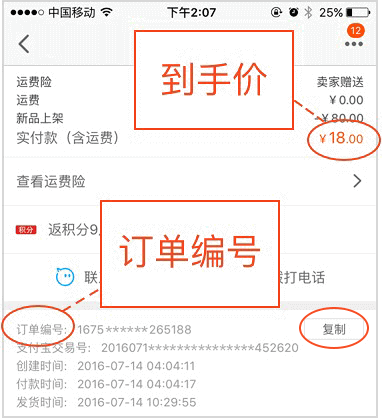 中国移动 下午2:07 25%
12
运费险 卖家赠送
运费 ¥0.00
新品上架 -¥80.00
实付款（含运费） ¥18.00
到手价
查看运费险
积分 返积分9
订单编号
联 打电话
订单编号: 1675******265188 复制
支付宝交易号: 2016071***************452620
创建时间: 2016-07-14 04:04:11
付款时间: 2016-07-14 04:04:17
发货时间: 2016-07-14 10:29:55